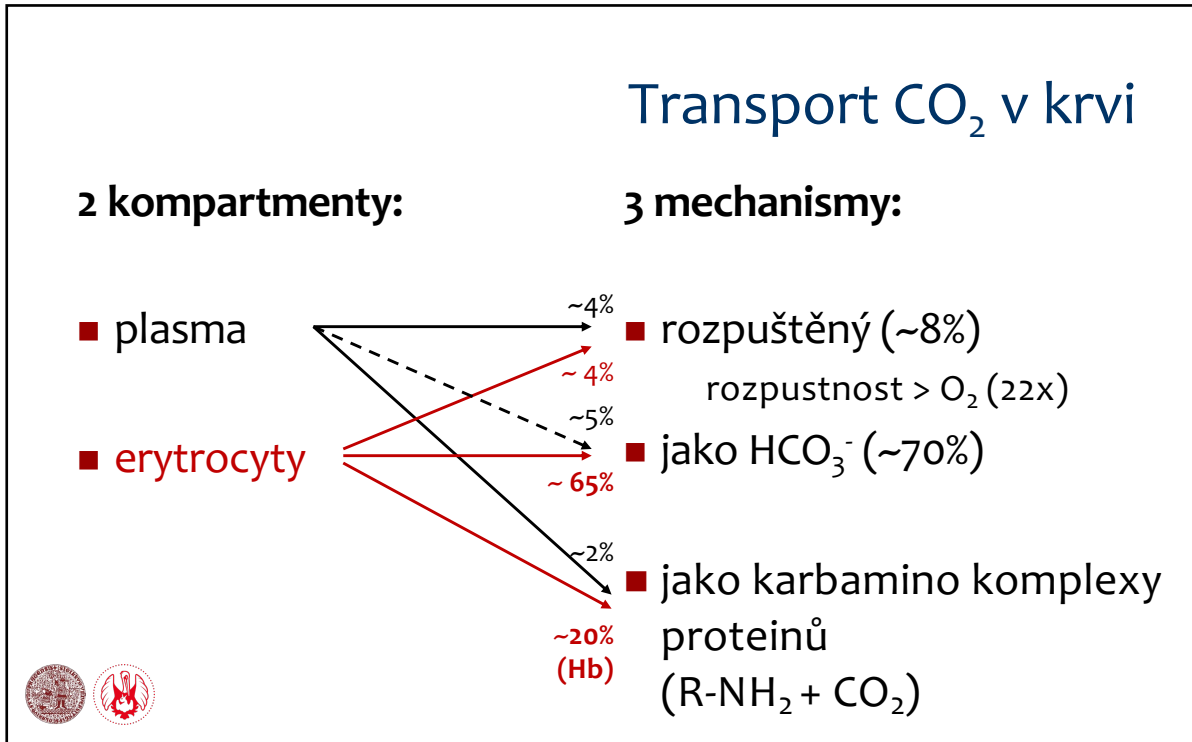 Transport CO₂ v krvi
2 kompartmenty:
3 mechanismy:
■ plasma
■ erytrocyty
~4%
~ 4%
~5%
~ 65%
~2%
~20%
(Hb)
■ rozpuštěný (~8%)
rozpustnost > O₂ (22x)
■ jako HCO₃⁻ (~70%)
■ jako karbamino komplexy
proteinů
(R-NH₂ + CO₂)